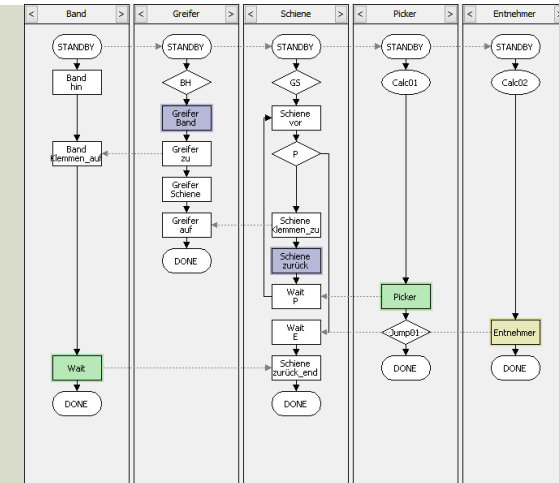 < Band >
< Greifer >
< Schiene >
< Picker >
< Entnehmer >
STANDBY
STANDBY
STANDBY
STANDBY
STANDBY
Band
hin
BH
GS
Calc01
Calc02
Greifer
Band
Schiene
vor
Band
Klemmen_auf
Greifer
zu
P
Greifer
Schiene
Greifer
auf
Schiene
Klemmen_zu
DONE
Schiene
zurück
Wait
P
Picker
Wait
E
Jump01
Entnehmer
Wait
Schiene
zurück_end
DONE
DONE
DONE
DONE